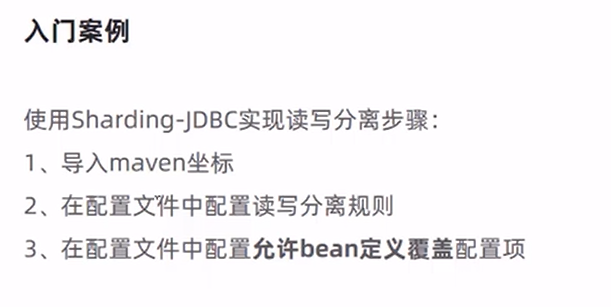 入门案例
使用Sharding-JDBC实现读写分离步骤：
1、导入maven坐标
2、在配置文件中配置读写分离规则
3、在配置文件中配置允许bean定义覆盖配置项